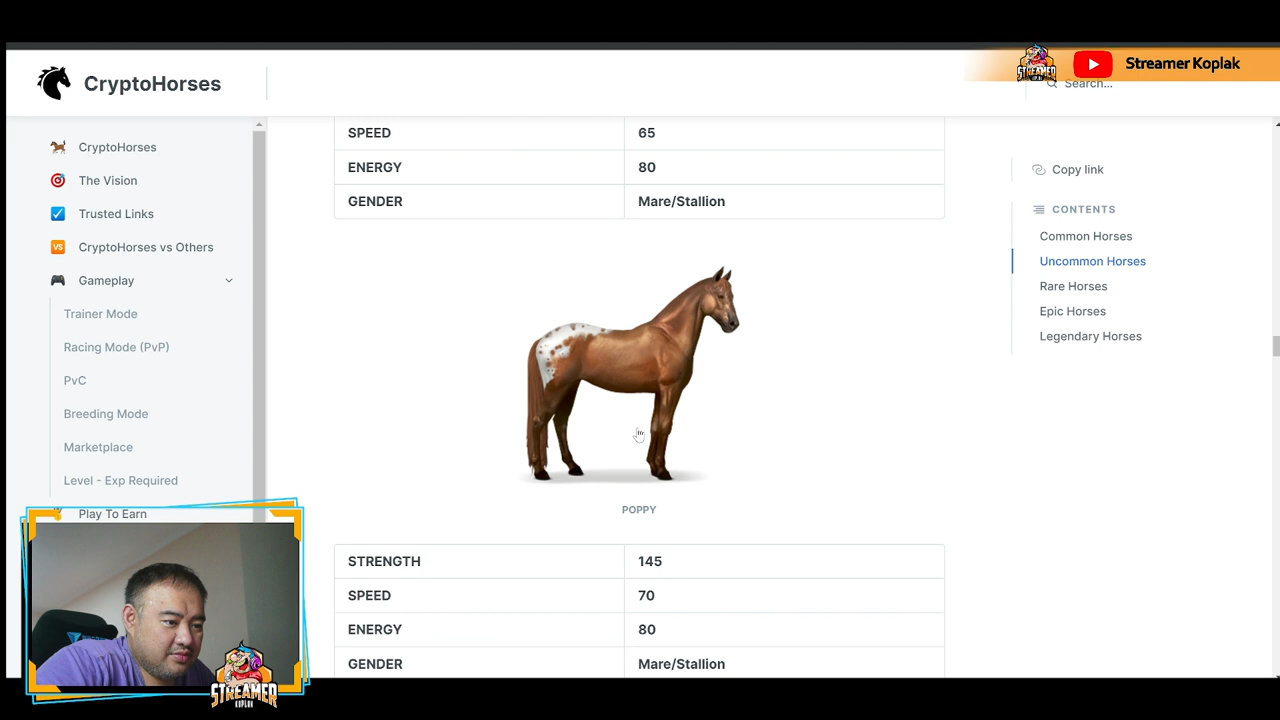 CryptoHorses
Streamer Koplak
Search...
CryptoHorses
The Vision
Trusted Links
VS
CryptoHorses vs Others
Gameplay
Trainer Mode
Racing Mode (PvP)
PvC
Breeding Mode
Marketplace
Level - Exp Required
Play To Earn
SPEED 65
ENERGY 80
GENDER Mare/Stallion
POPPY
STRENGTH 145
SPEED 70
ENERGY 80
GENDER Mare/Stallion
Copy link
CONTENTS
Common Horses
Uncommon Horses
Rare Horses
Epic Horses
Legendary Horses
STREAMER
KOPLAK
STREAMER
KOPLAK